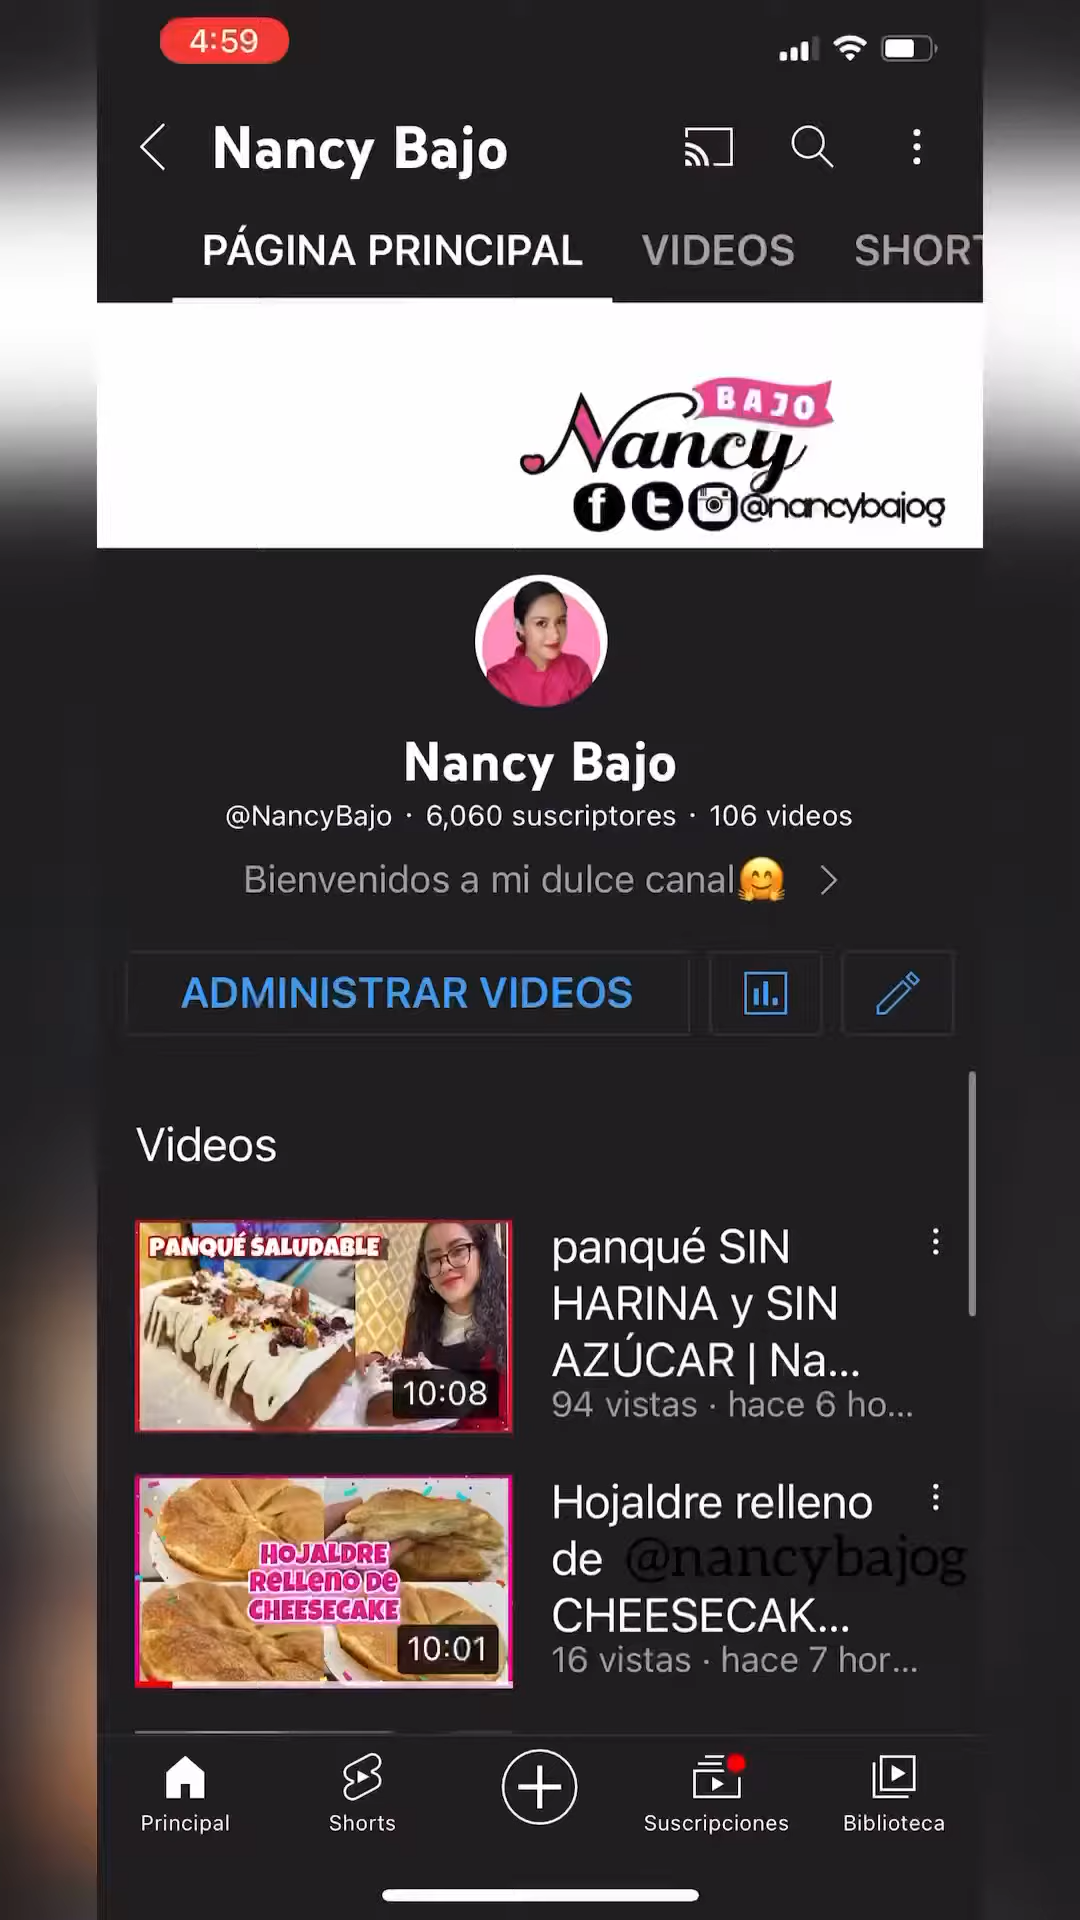 4:59
Nancy Bajo
PÁGINA PRINCIPAL VIDEOS SHORT
BAJO
Nancy
@nancybajog
Nancy Bajo
@NancyBajo · 6,060 suscriptores · 106 videos
Bienvenidos a mi dulce canal🤗
ADMINISTRAR VIDEOS
Videos
PANQUÉ SALUDABLE
10:08
panqué SIN
HARINA y SIN
AZÚCAR | Na...
94 vistas · hace 6 ho...
HOJALDRE
RELLENO DE
CHEESECAKE
10:01
Hojaldre relleno
de
@nancybajog
CHEESECAK...
16 vistas · hace 7 hor...
Principal Shorts Suscripciones Biblioteca